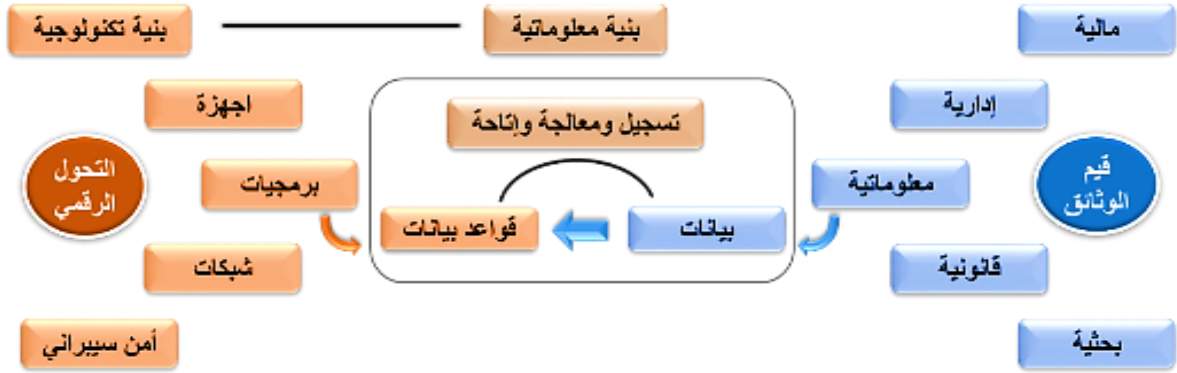 مالية
بنية معلوماتية
بنية تكنولوجية
إدارية
تسجيل ومعالجة وإتاحة
اجهزة
قيم
الوثائق
معلوماتية
برمجيات
التحول
الرقمي
بيانات
قواعد بيانات
قانونية
شبكات
بحثية
أمن سيبراني